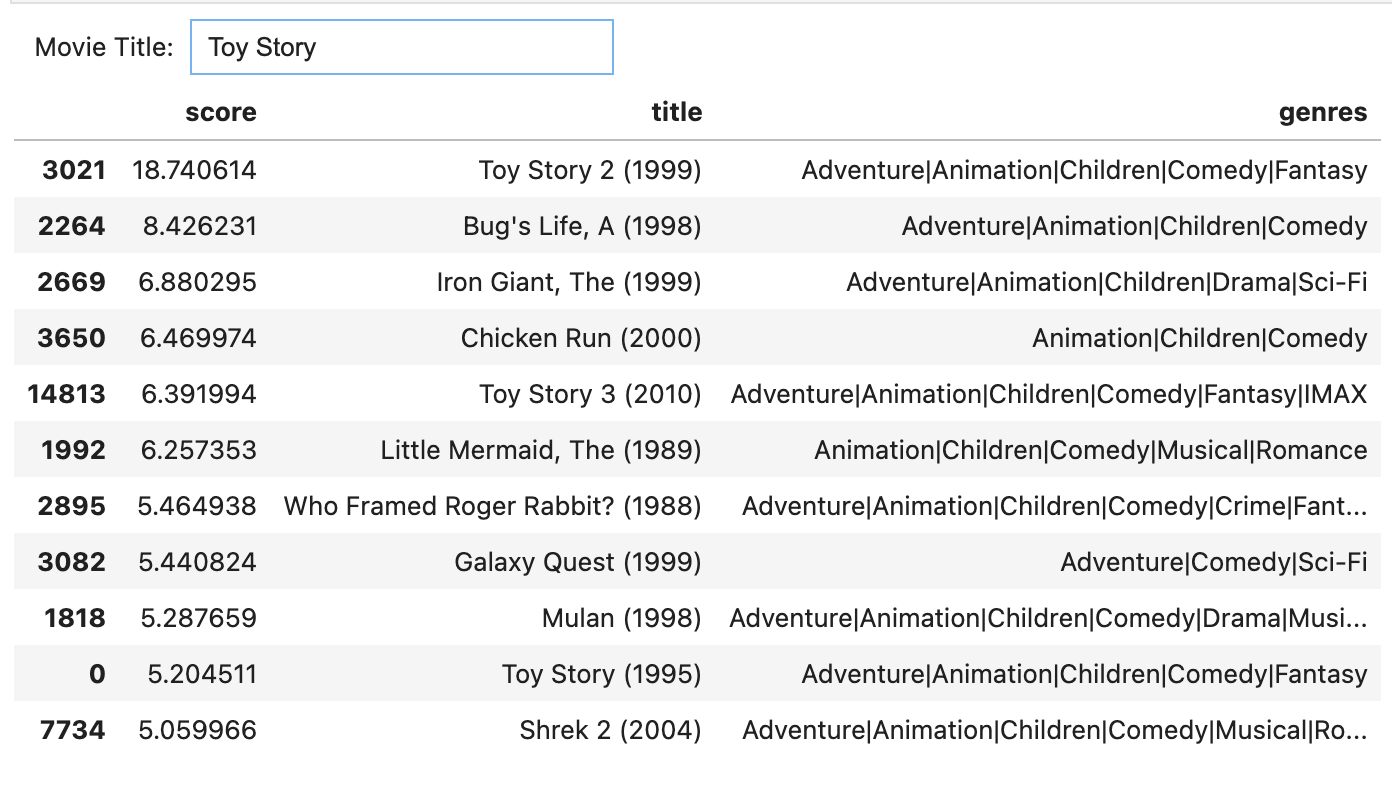 Movie Title: Toy Story
score title genres
3021 18.740614 Toy Story 2 (1999) Adventure|Animation|Children|Comedy|Fantasy
2264 8.426231 Bug's Life, A (1998) Adventure|Animation|Children|Comedy
2669 6.880295 Iron Giant, The (1999) Adventure|Animation|Children|Drama|Sci-Fi
3650 6.469974 Chicken Run (2000) Animation|Children|Comedy
14813 6.391994 Toy Story 3 (2010) Adventure|Animation|Children|Comedy|Fantasy|IMAX
1992 6.257353 Little Mermaid, The (1989) Animation|Children|Comedy|Musical|Romance
2895 5.464938 Who Framed Roger Rabbit? (1988) Adventure|Animation|Children|Comedy|Crime|Fant...
3082 5.440824 Galaxy Quest (1999) Adventure|Comedy|Sci-Fi
1818 5.287659 Mulan (1998) Adventure|Animation|Children|Comedy|Drama|Musi...
0 5.204511 Toy Story (1995) Adventure|Animation|Children|Comedy|Fantasy
7734 5.059966 Shrek 2 (2004) Adventure|Animation|Children|Comedy|Musical|Ro...